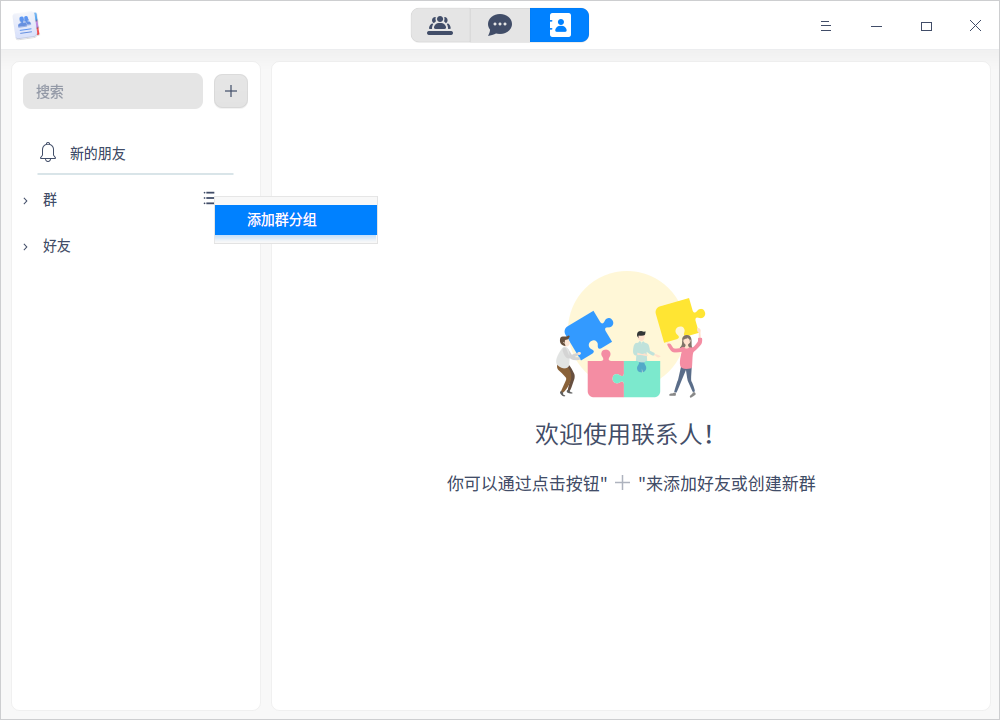 搜索
新的朋友
群
添加群分组
好友
欢迎使用联系人！
你可以通过点击按钮" + "来添加好友或创建新群